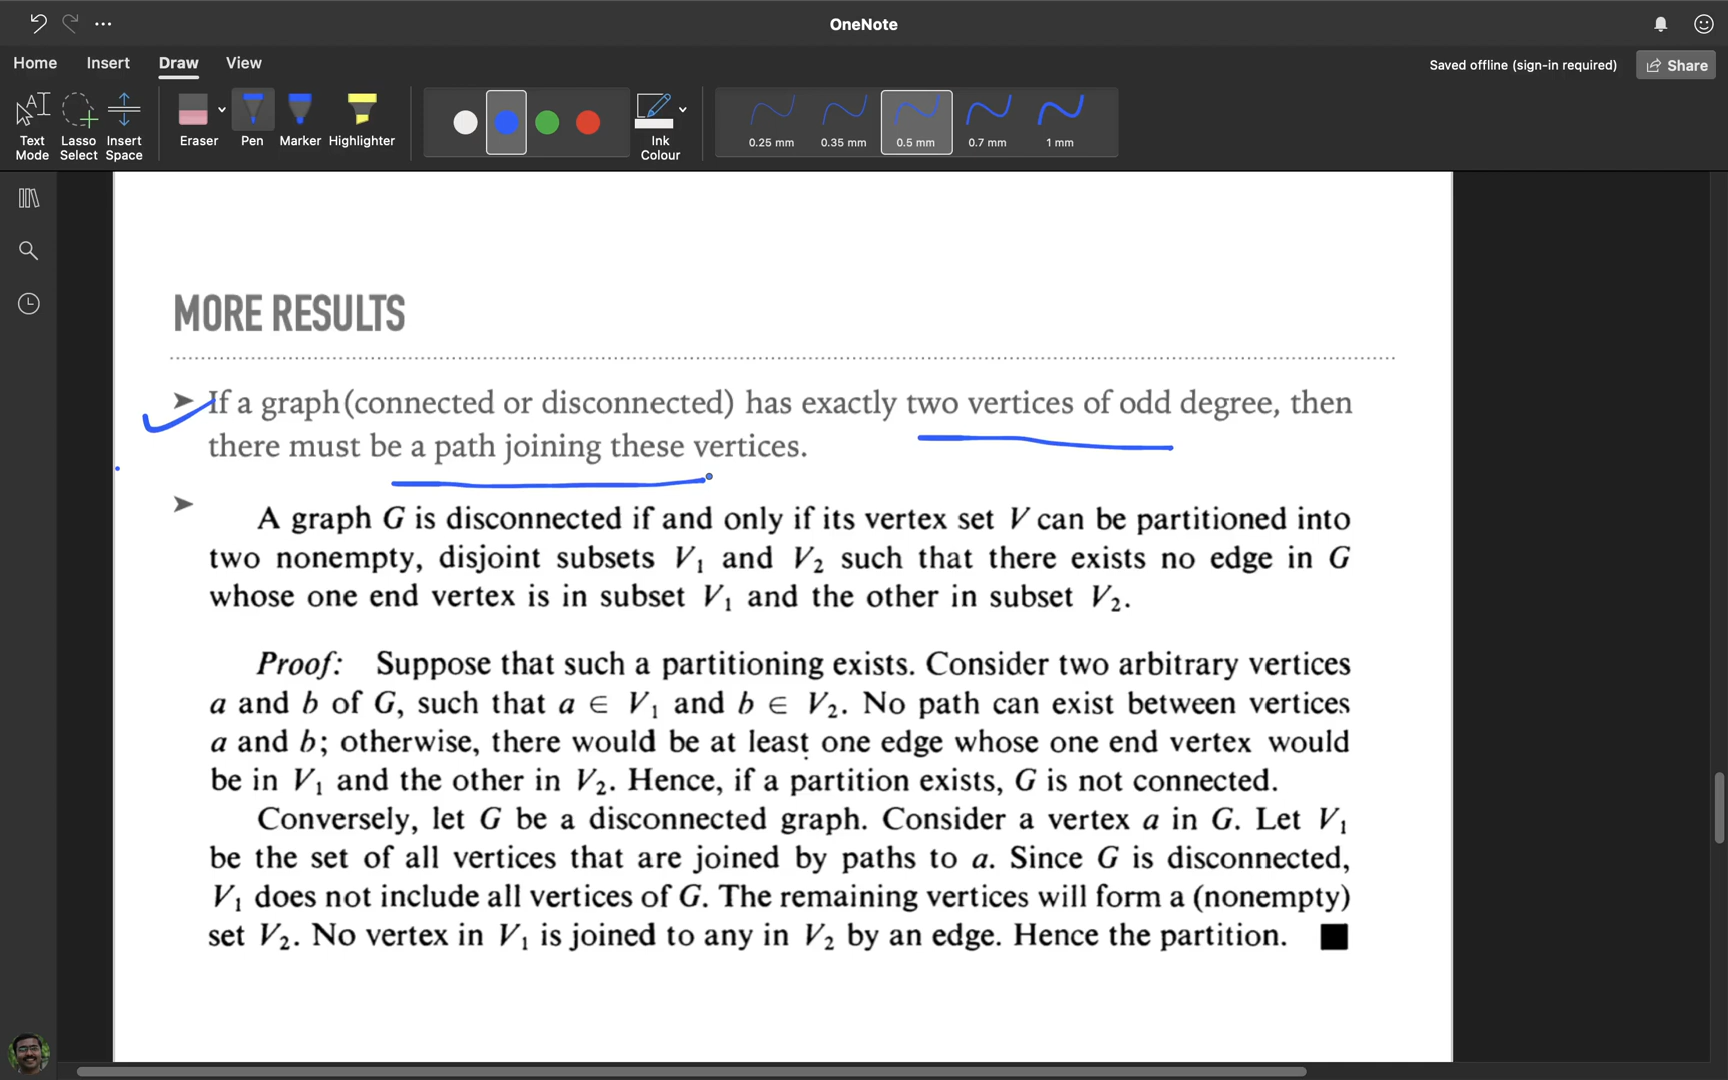 OneNote
Home Insert Draw View
Saved offline (sign-in required) Share
Text Mode
Lasso Select
Insert Space
Eraser Pen Marker Highlighter
Ink Colour
0.25 mm 0.35 mm 0.5 mm 0.7 mm 1 mm
MORE RESULTS
➤ If a graph(connected or disconnected) has exactly two vertices of odd degree, then
there must be a path joining these vertices.
➤
A graph G is disconnected if and only if its vertex set V can be partitioned into
two nonempty, disjoint subsets V₁ and V₂ such that there exists no edge in G
whose one end vertex is in subset V₁ and the other in subset V₂.
Proof: Suppose that such a partitioning exists. Consider two arbitrary vertices
a and b of G, such that a ∈ V₁ and b ∈ V₂. No path can exist between vertices
a and b; otherwise, there would be at least one edge whose one end vertex would
be in V₁ and the other in V₂. Hence, if a partition exists, G is not connected.
Conversely, let G be a disconnected graph. Consider a vertex a in G. Let V₁
be the set of all vertices that are joined by paths to a. Since G is disconnected,
V₁ does not include all vertices of G. The remaining vertices will form a (nonempty)
set V₂. No vertex in V₁ is joined to any in V₂ by an edge. Hence the partition. ■